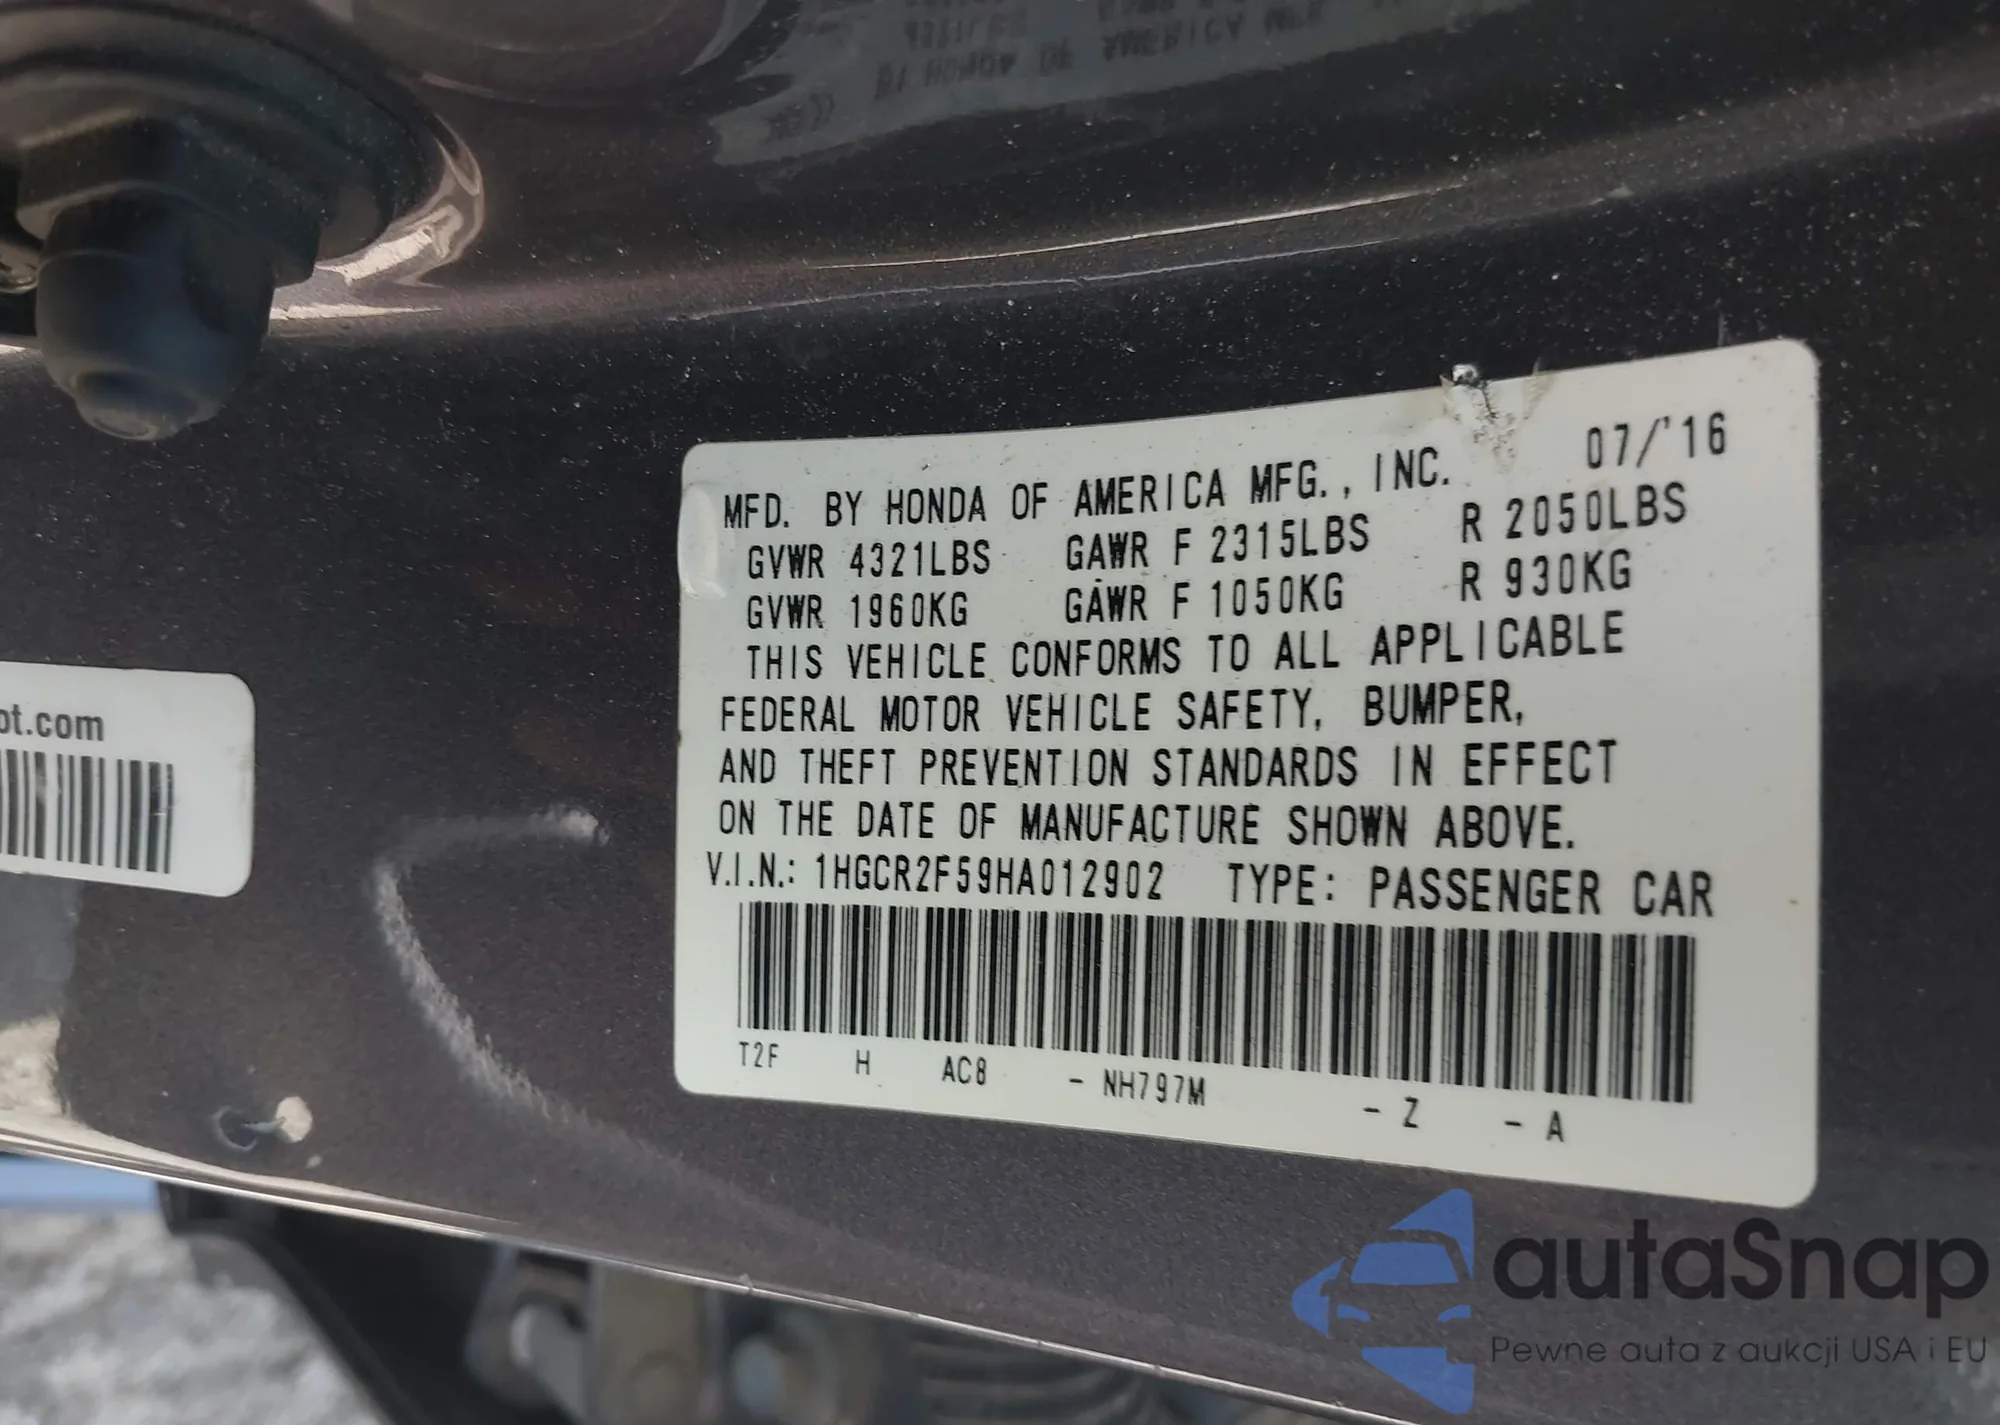 MFD. BY HONDA OF AMERICA MFG., INC. 07/'16
GVWR 4321LBS GAWR F 2315LBS R 2050LBS
GVWR 1960KG GAWR F 1050KG R 930KG
THIS VEHICLE CONFORMS TO ALL APPLICABLE
FEDERAL MOTOR VEHICLE SAFETY, BUMPER,
AND THEFT PREVENTION STANDARDS IN EFFECT
ON THE DATE OF MANUFACTURE SHOWN ABOVE.
V.I.N.: 1HGCR2F59HA012902 TYPE: PASSENGER CAR
T2F H AC8 - NH797M - Z - A
ot.com
autaSnap
Pewne auta z aukcji USA i EU